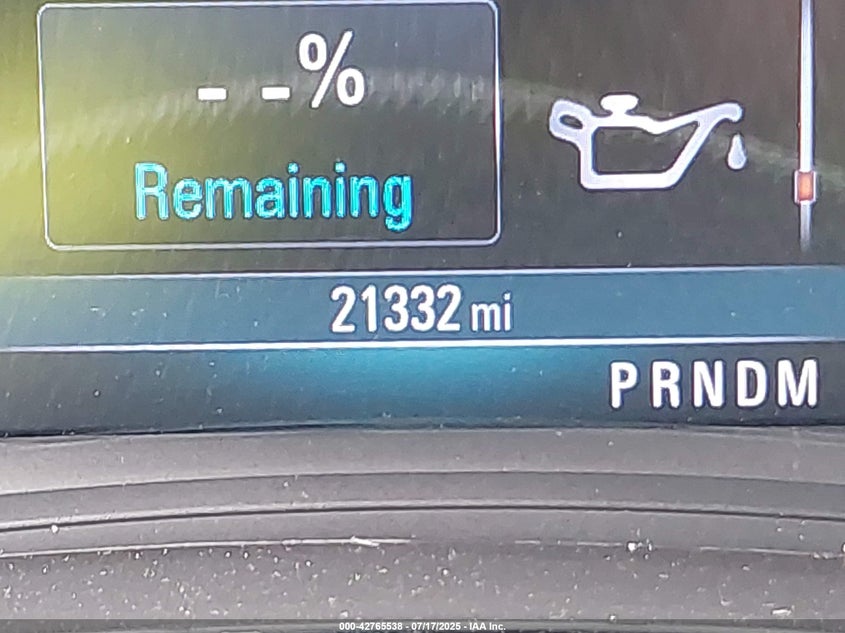 - -%
Remaining
21332 mi
PRNDM
000-42765538 - 07/17/2025 - IAA Inc.